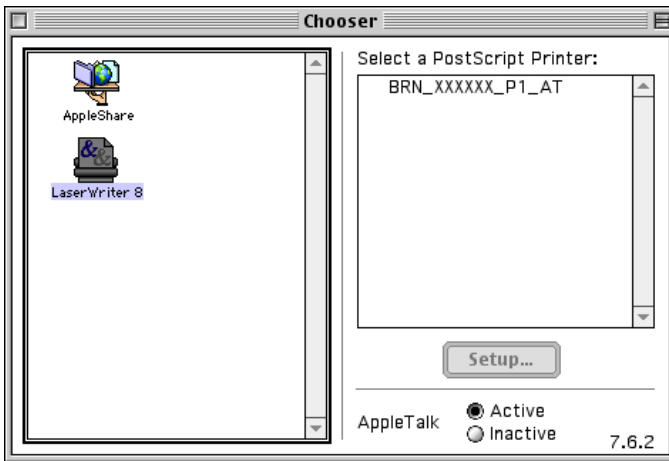 Chooser
AppleShare
LaserWriter 8
Select a PostScript Printer:
BRN_XXXXXX_P1_AT
Setup...
AppleTalk
Active
Inactive
7.6.2